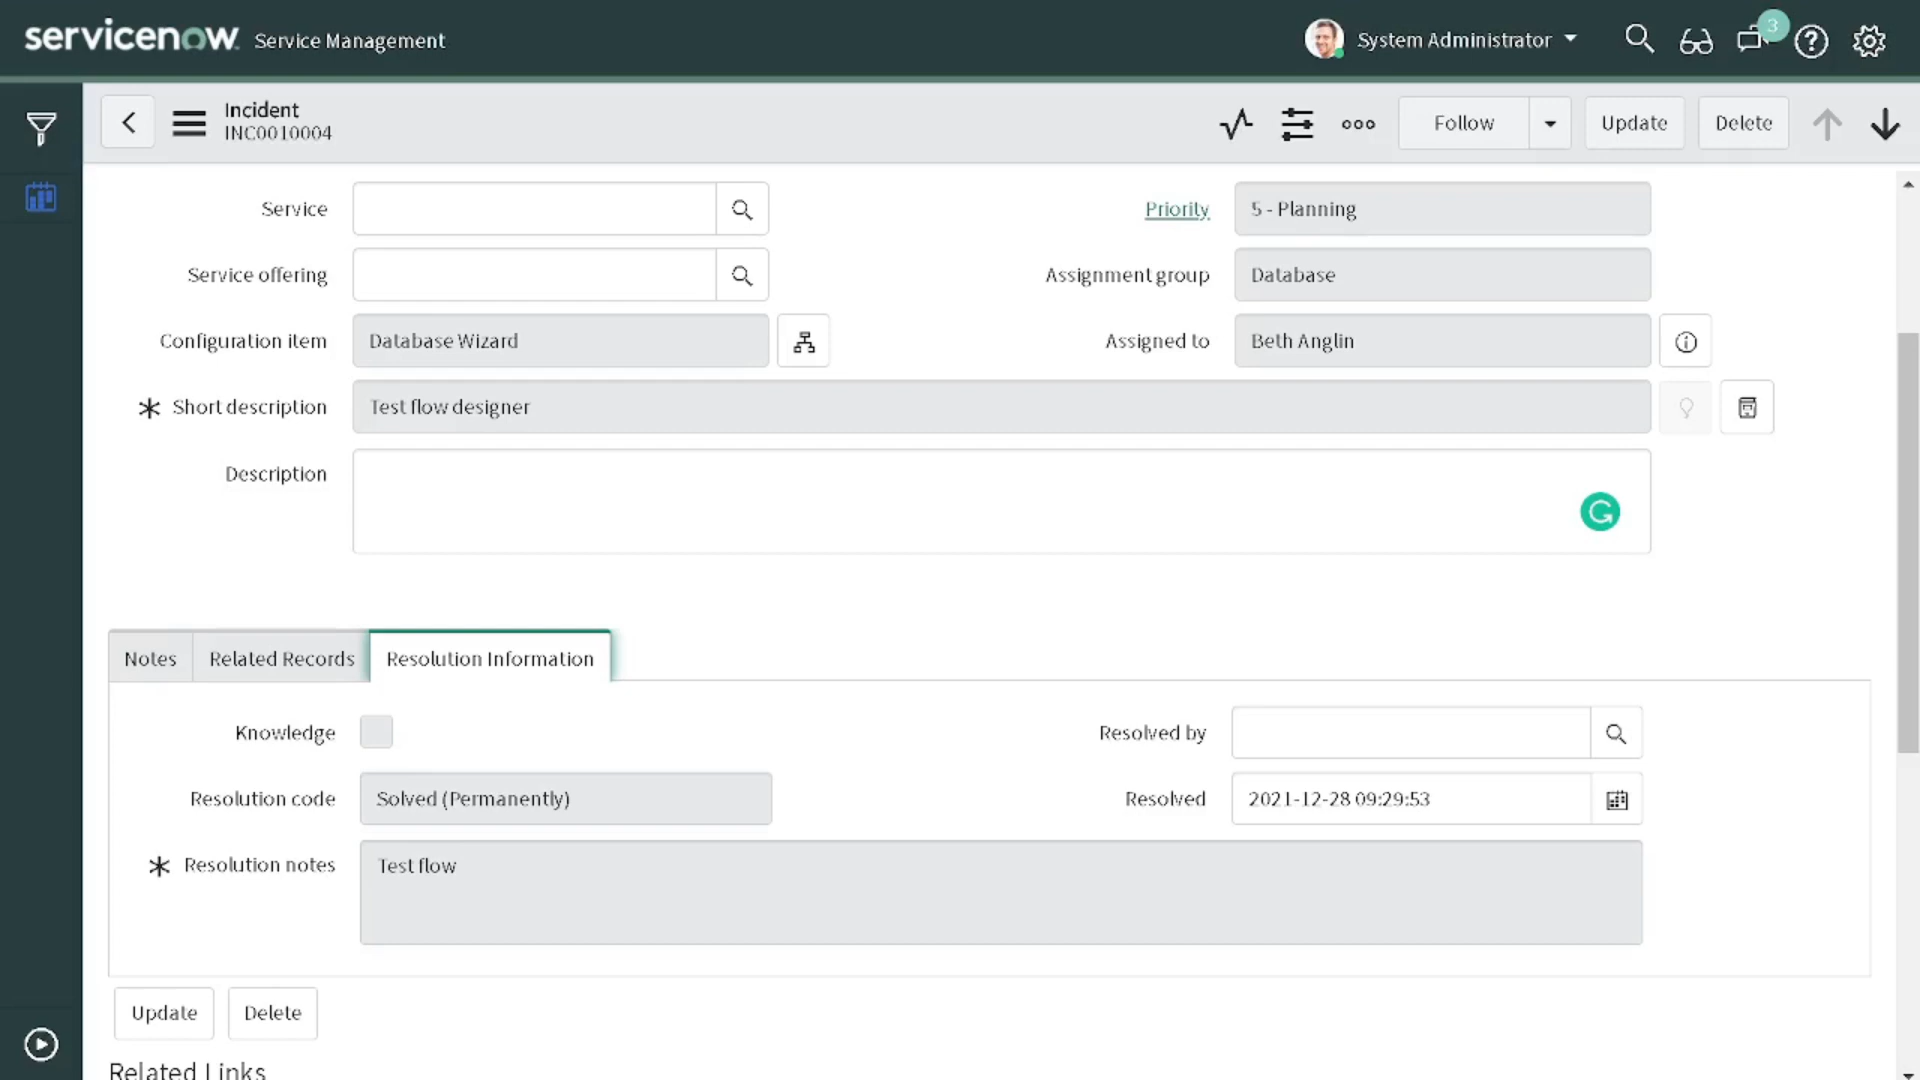 servicenow Service Management
System Administrator
3
Incident
INC0010004
Follow
Update
Delete
Service
Priority
5 - Planning
Service offering
Assignment group
Database
Configuration item
Database Wizard
Assigned to
Beth Anglin
Short description
Test flow designer
Description
Notes
Related Records
Resolution Information
Knowledge
Resolved by
Resolution code
Solved (Permanently)
Resolved
2021-12-28 09:29:53
Resolution notes
Test flow
Update
Delete
Related Links